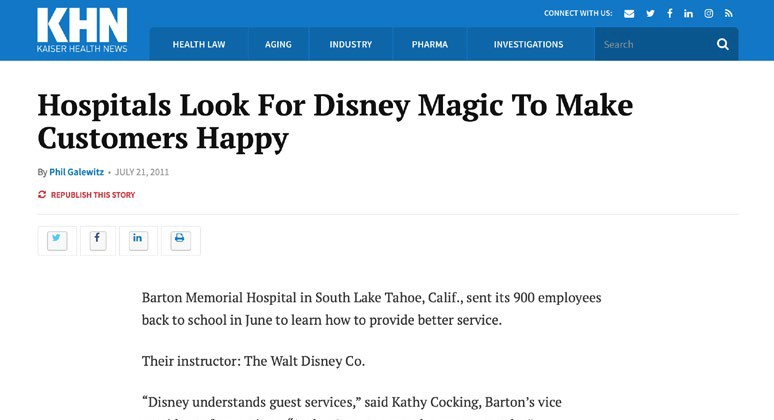 KHN
KAISER HEALTH NEWS
CONNECT WITH US:
HEALTH LAW AGING INDUSTRY PHARMA INVESTIGATIONS Search
Hospitals Look For Disney Magic To Make
Customers Happy
By Phil Galewitz • JULY 21, 2011
REPUBLISH THIS STORY
Barton Memorial Hospital in South Lake Tahoe, Calif., sent its 900 employees
back to school in June to learn how to provide better service.
Their instructor: The Walt Disney Co.
“Disney understands guest services,” said Kathy Cocking, Barton’s vice